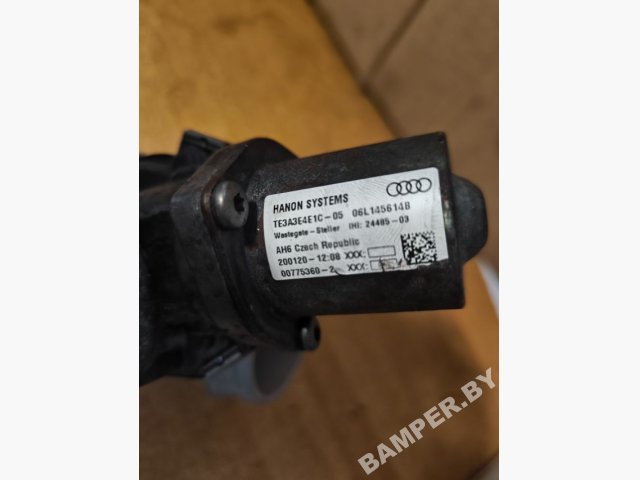 HANON SYSTEMS
TE3A3E4E1C-05 06L145614B
Wastegate-Steller IHI: 24485-03
AH6 Czech Republic
200120-12:08 XXX:
00775360-2 XXX:
BAMPER.BY